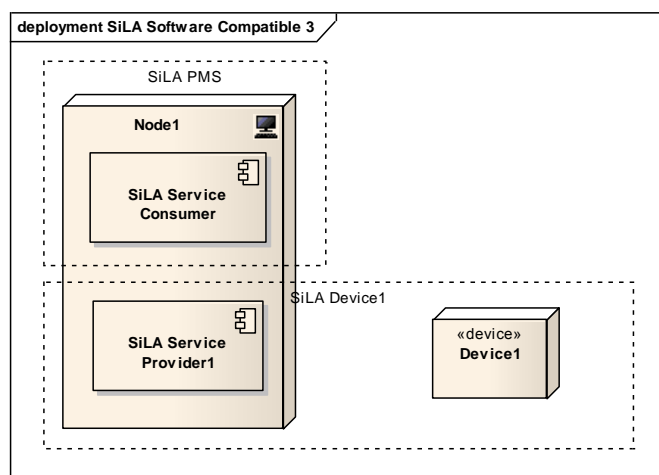 deployment SiLA Software Compatible 3
SiLA PMS
Node1
SiLA Service
Consumer
SiLA Device1
SiLA Service
Provider1
«device»
Device1